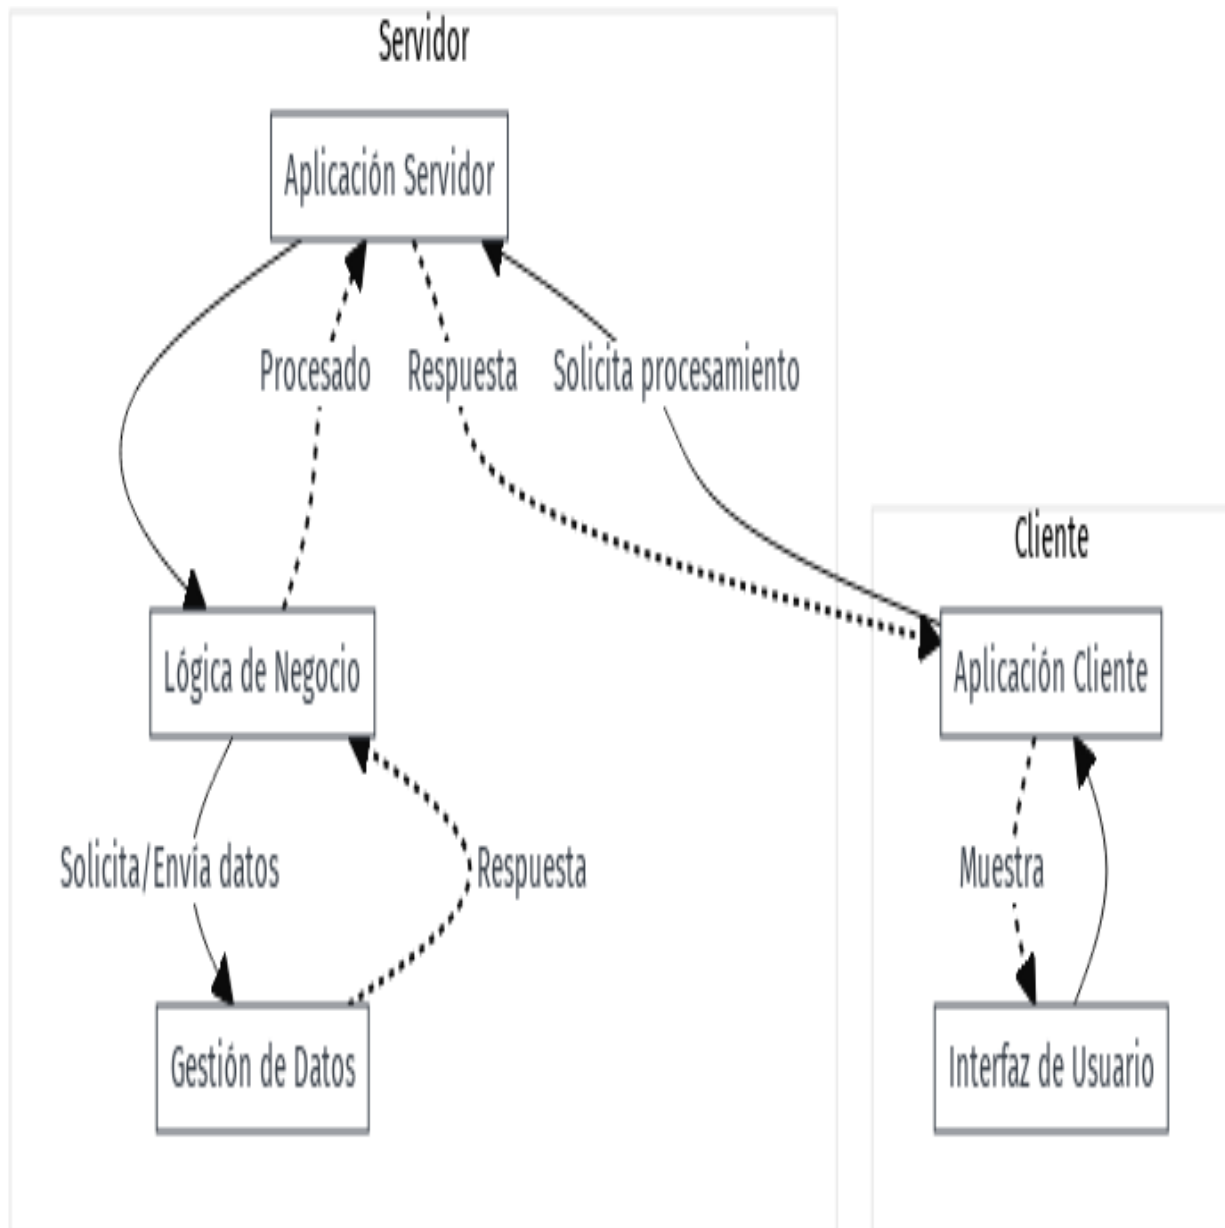 Servidor
Aplicación Servidor
Procesado
Respuesta
Solicita procesamiento
Cliente
Lógica de Negocio
Aplicación Cliente
Solicita/Envía datos
Respuesta
Muestra
Gestión de Datos
Interfaz de Usuario